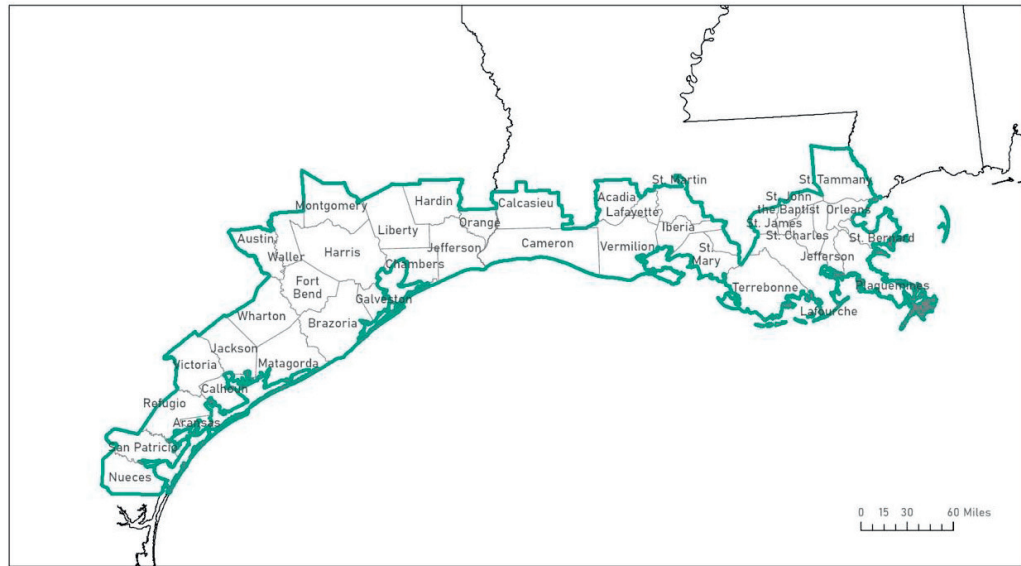 St. Tammany
St. Martin
Hardin
Calcasieu
Acadia
St. John
the Baptist
Orleans
Montgomery
Lafayette
Orange
Liberty
St. James
Iberia
St. Charles
Austin
Harris
Jefferson
Cameron
Vermilion
St.
Mary
St. Bernard
Waller
Chambers
Jefferson
Fort
Bend
Terrebonne
Plaquemines
Galveston
Lafourche
Wharton
Brazoria
Jackson
Victoria
Matagorda
Calhoun
Refugio
Aransas
San Patricio
Nueces
0 15 30 60 Miles